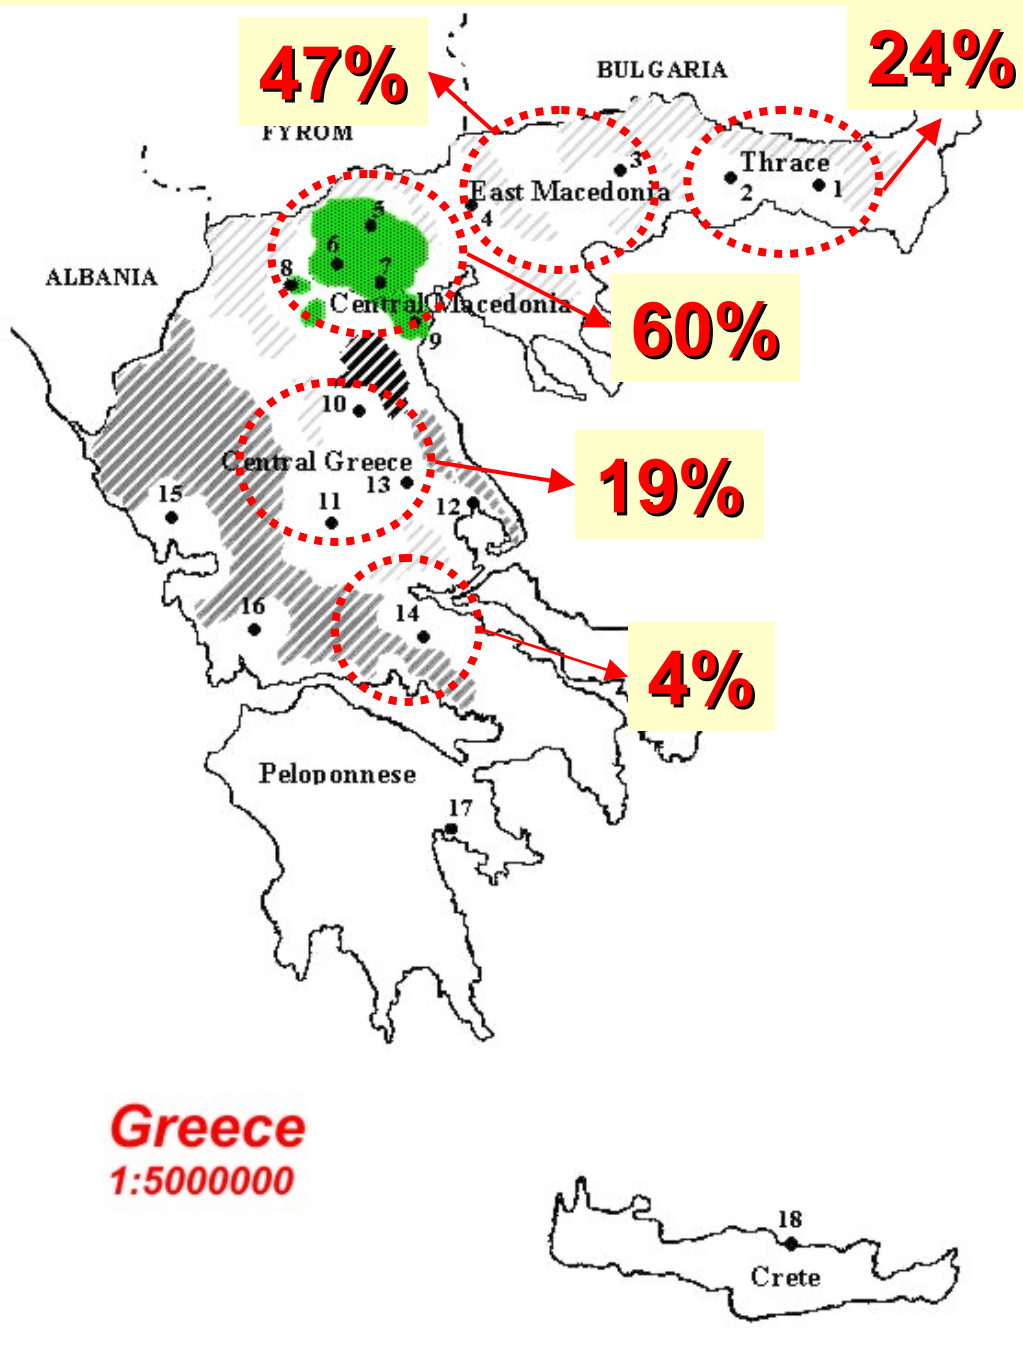 47%
24%
BULGARIA
FYROM
Thrace
3
East Macedonia
2
1
4
5
6
ALBANIA
8
7
Central Macedonia
60%
9
10
Central Greece
19%
13
15
11
12
16
14
4%
Peloponnese
17
Greece
1:5000000
18
Crete